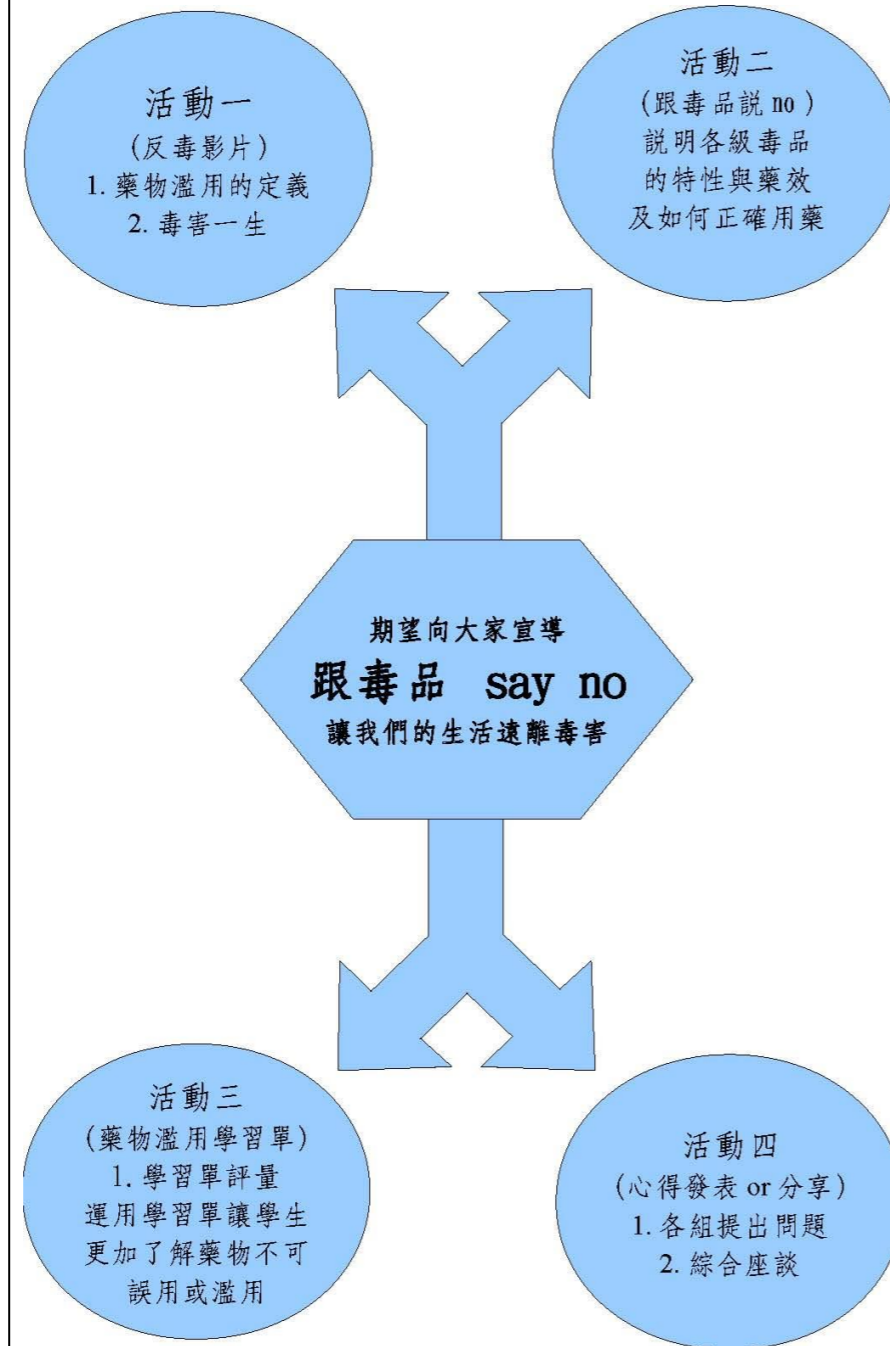 活動一
(反毒影片)
1. 藥物濫用的定義
2. 毒害一生
活動二
(跟毒品説 no)
説明各級毒品
的特性與藥效
及如何正確用藥
期望向大家宣導
跟毒品 say no
讓我們的生活遠離毒害
活動三
(藥物濫用學習單)
1. 學習單評量
運用學習單讓學生
更加了解藥物不可
誤用或濫用
活動四
(心得發表 or 分享)
1. 各組提出問題
2. 綜合座談